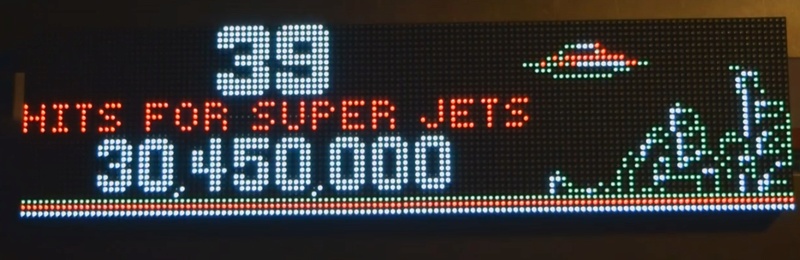 39
HITS FOR SUPER JETS
30,450,000